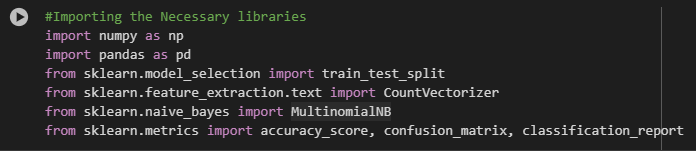 #Importing the Necessary libraries
import numpy as np
import pandas as pd
from sklearn.model_selection import train_test_split
from sklearn.feature_extraction.text import CountVectorizer
from sklearn.naive_bayes import MultinomialNB
from sklearn.metrics import accuracy_score, confusion_matrix, classification_report